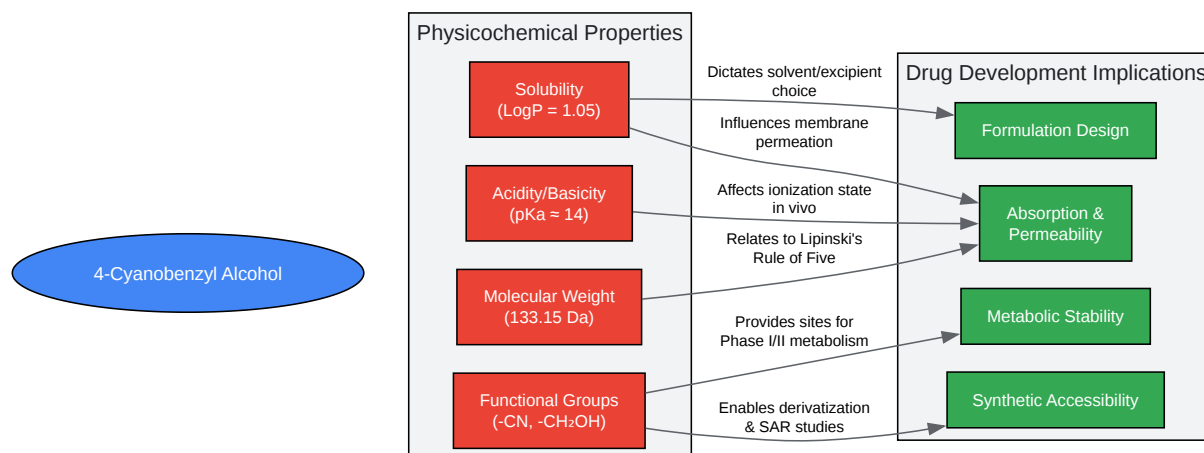 4-Cyanobenzyl Alcohol
Physicochemical Properties
Solubility
(LogP = 1.05)
Acidity/Basicity
(pKa ≈ 14)
Molecular Weight
(133.15 Da)
Functional Groups
(-CN, -CH₂OH)
Dictates solvent/excipient
choice
Influences membrane
permeation
Affects ionization state
in vivo
Relates to Lipinski's
Rule of Five
Provides sites for
Phase I/II metabolism
Enables derivatization
& SAR studies
Drug Development Implications
Formulation Design
Absorption &
Permeability
Metabolic Stability
Synthetic Accessibility